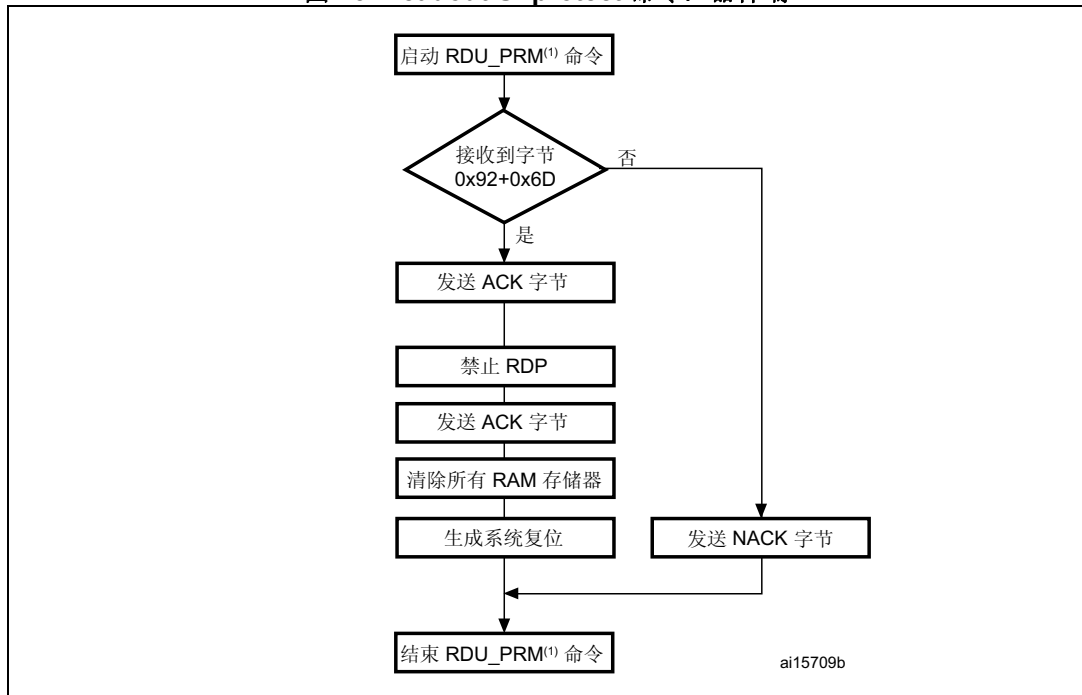 启动 RDU_PRM(1) 命令
接收到字节
0x92+0x6D
否
是
发送 ACK 字节
禁止 RDP
发送 ACK 字节
清除所有 RAM 存储器
生成系统复位
发送 NACK 字节
结束 RDU_PRM(1) 命令
ai15709b